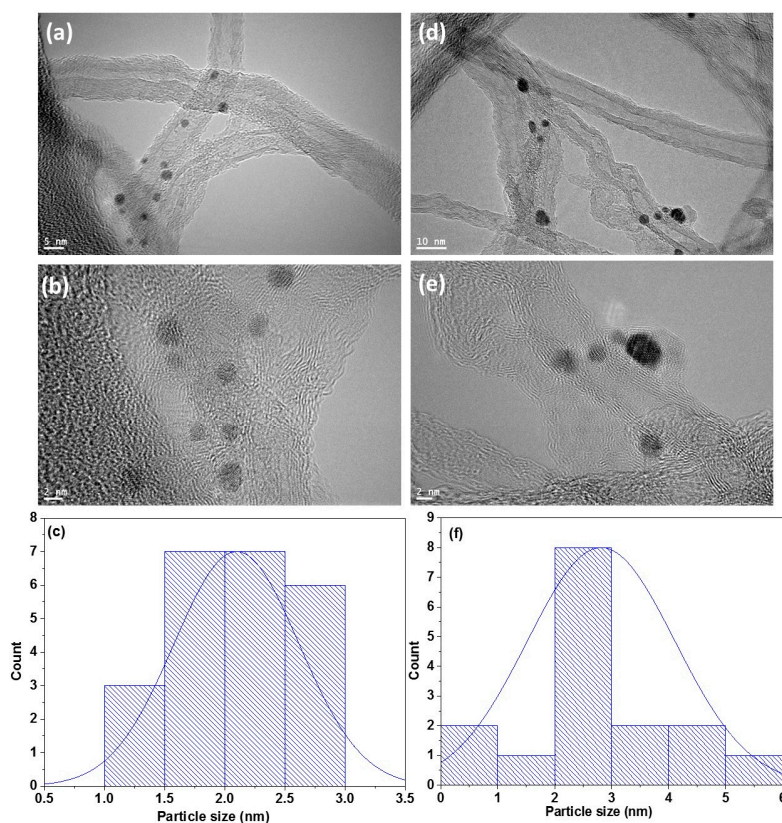 (a)
5 nm
(d)
10 nm
(b)
2 nm
(e)
2 nm
(c)
Count
8
7
6
5
4
3
2
1
0
0.5 1.0 1.5 2.0 2.5 3.0 3.5
Particle size (nm)
(f)
Count
9
8
7
6
5
4
3
2
1
0
0 1 2 3 4 5 6
Particle size (nm)